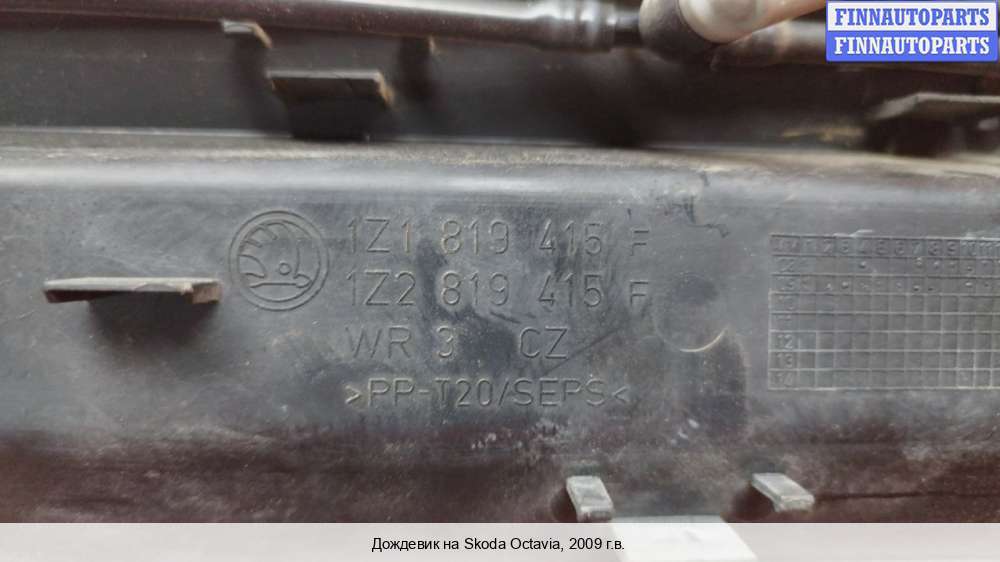 FINNAUTOPARTS
FINNAUTOPARTS
1Z1 819 415 F
1Z2 819 415 F
WR 3 CZ
>PP-T20/SEPS<
Дождевик на Skoda Octavia, 2009 г.в.